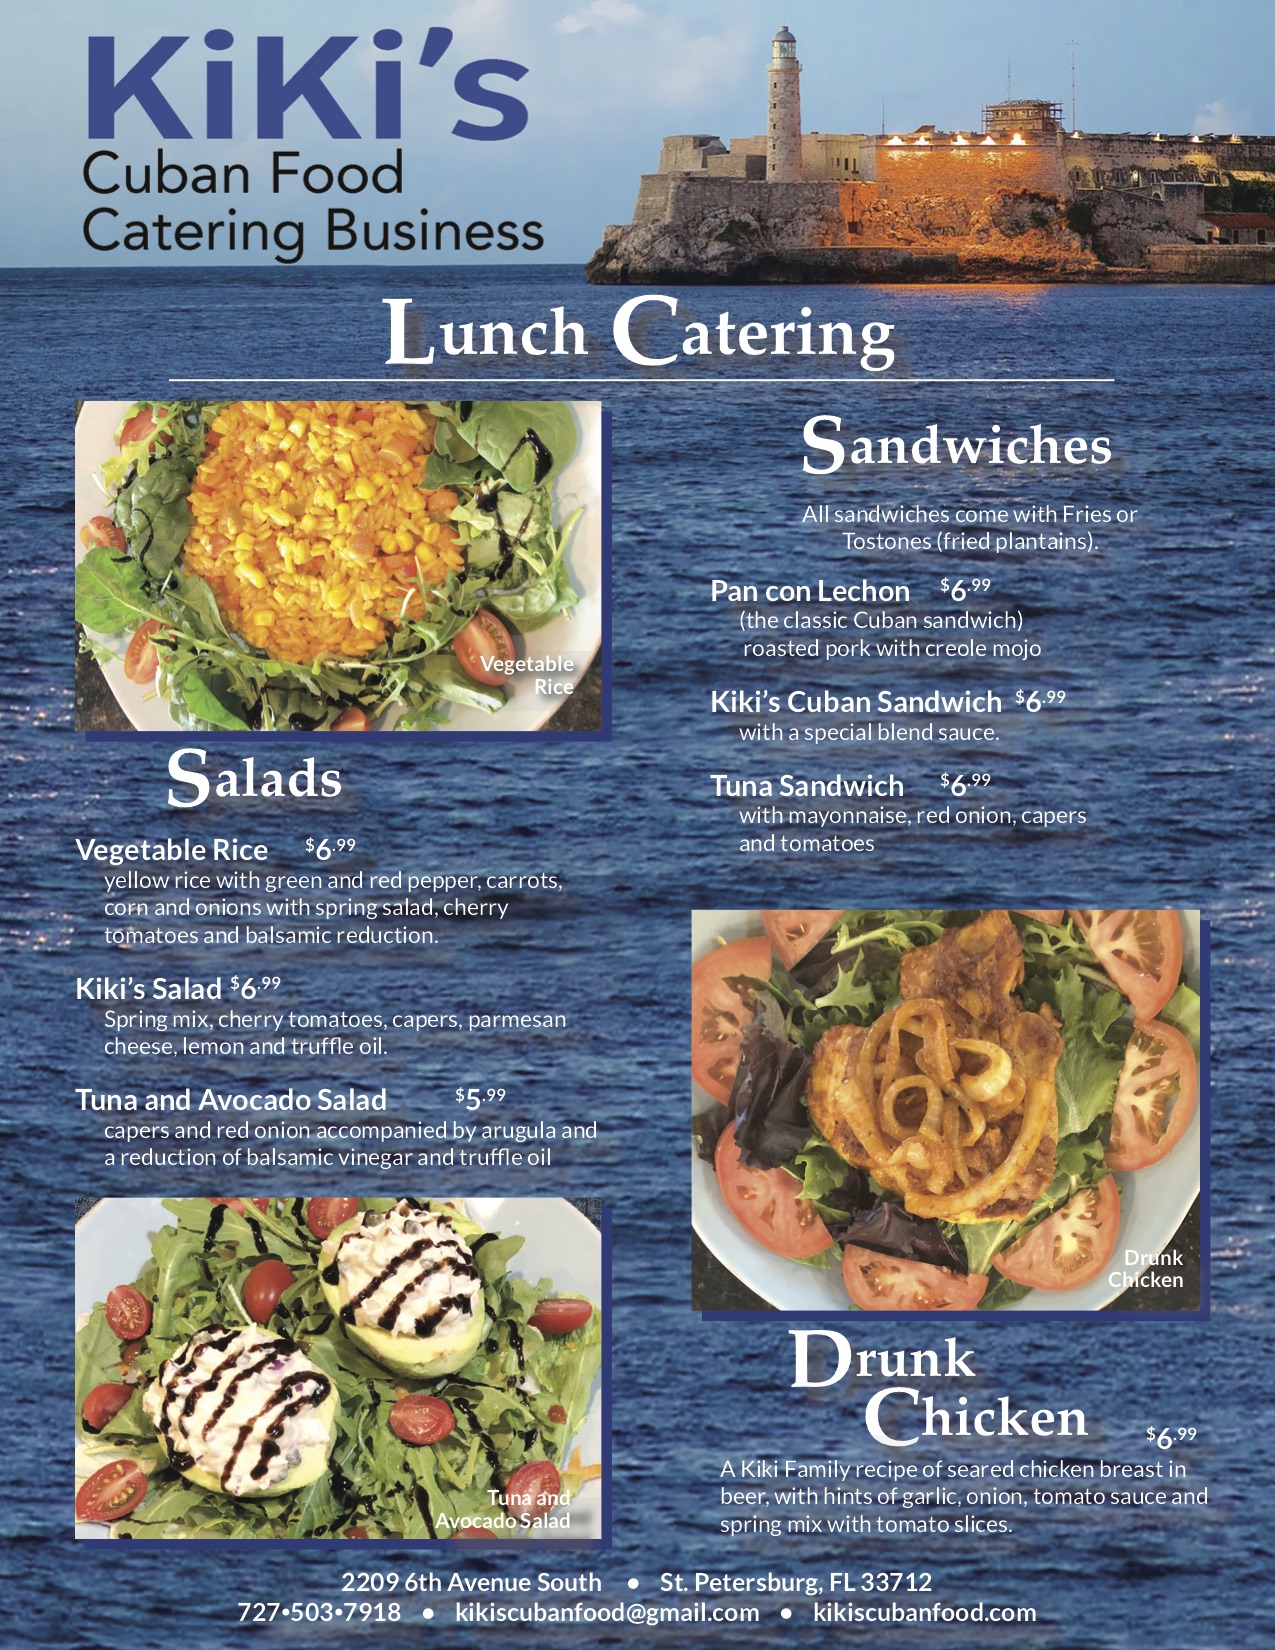 KiKi's
Cuban Food
Catering Business
Lunch Catering
Vegetable
Rice
Salads
Vegetable Rice $6.99
yellow rice with green and red pepper, carrots,
corn and onions with spring salad, cherry
tomatoes and balsamic reduction.
Kiki's Salad $6.99
Spring mix, cherry tomatoes, capers, parmesan
cheese, lemon and truffle oil.
Tuna and Avocado Salad $5.99
capers and red onion accompanied by arugula and
a reduction of balsamic vinegar and truffle oil
Tuna and
Avocado Salad
Sandwiches
All sandwiches come with Fries or
Tostones (fried plantains).
Pan con Lechon $6.99
(the classic Cuban sandwich)
roasted pork with creole mojo
Kiki's Cuban Sandwich $6.99
with a special blend sauce.
Tuna Sandwich $6.99
with mayonnaise, red onion, capers
and tomatoes
Drunk
Chicken
Drunk
Chicken $6.99
A Kiki Family recipe of seared chicken breast in
beer, with hints of garlic, onion, tomato sauce and
spring mix with tomato slices.
2209 6th Avenue South • St. Petersburg, FL 33712
727•503•7918 • kikiscubanfood@gmail.com • kikiscubanfood.com